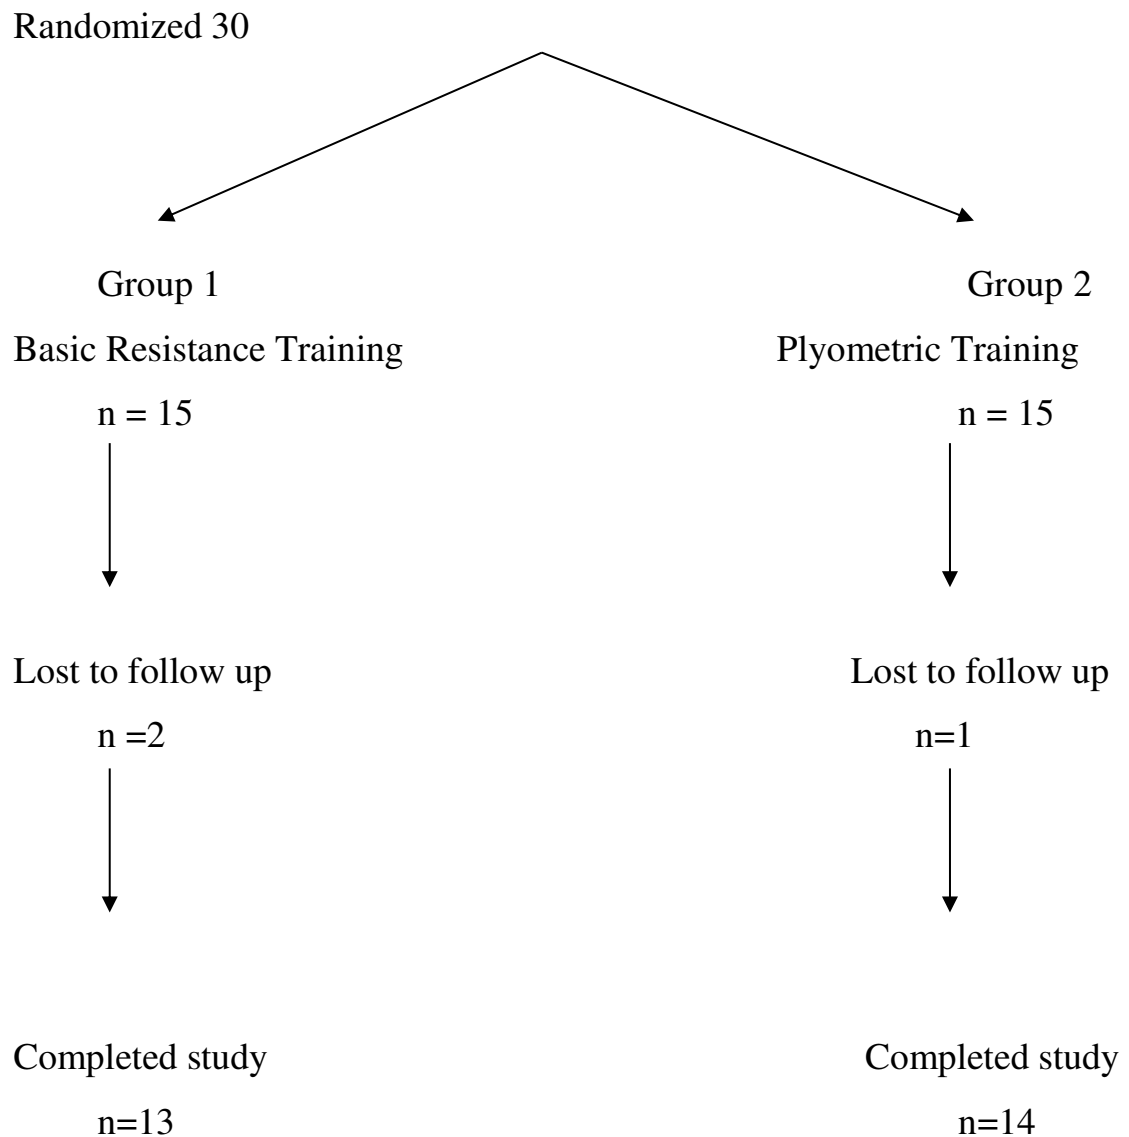 Randomized 30
Group 1
Group 2
Basic Resistance Training
Plyometric Training
n = 15
n = 15
Lost to follow up
Lost to follow up
n =2
n=1
Completed study
Completed study
n=13
n=14